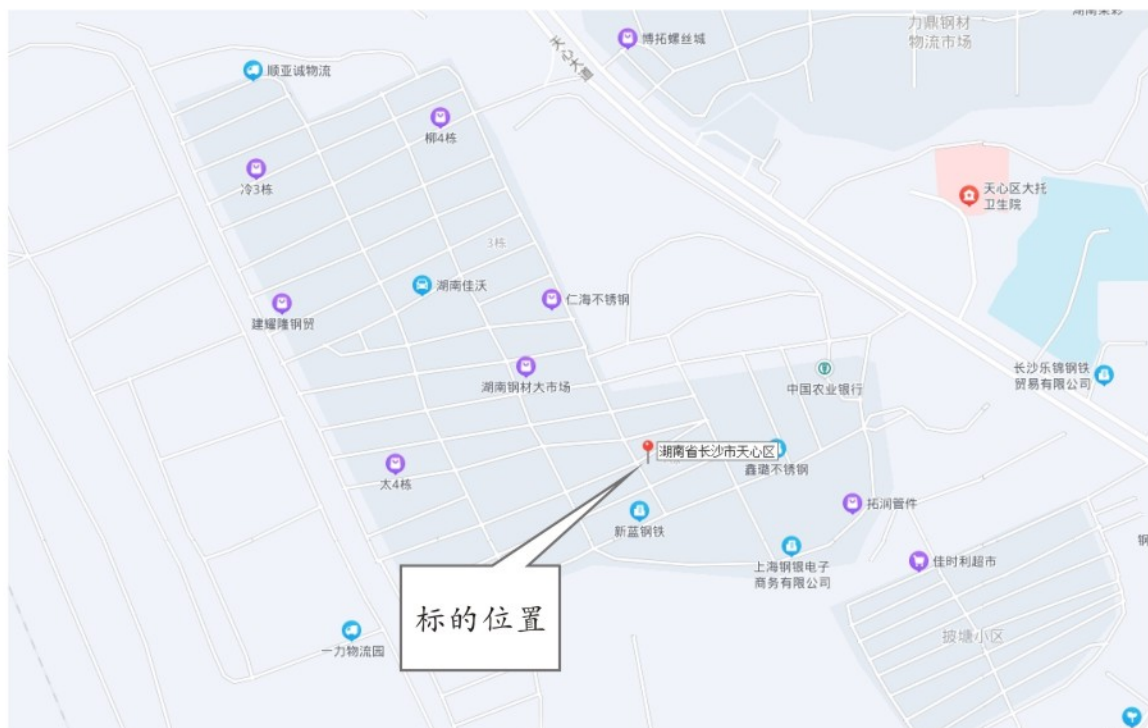 力鼎钢材
物流市场
博拓螺丝城
天心大道
顺亚诚物流
柳4栋
冷3栋
天心区大托
卫生院
3栋
湖南佳沃
仁海不锈钢
建耀隆钢贸
长沙乐锦钢铁
贸易有限公司
湖南钢材大市场
中国农业银行
湖南省长沙市天心区
太4栋
鑫璐不锈钢
拓润管件
新蓝钢铁
上海钢银电子
商务有限公司
佳时利超市
标的位置
披塘小区
一力物流园
钢